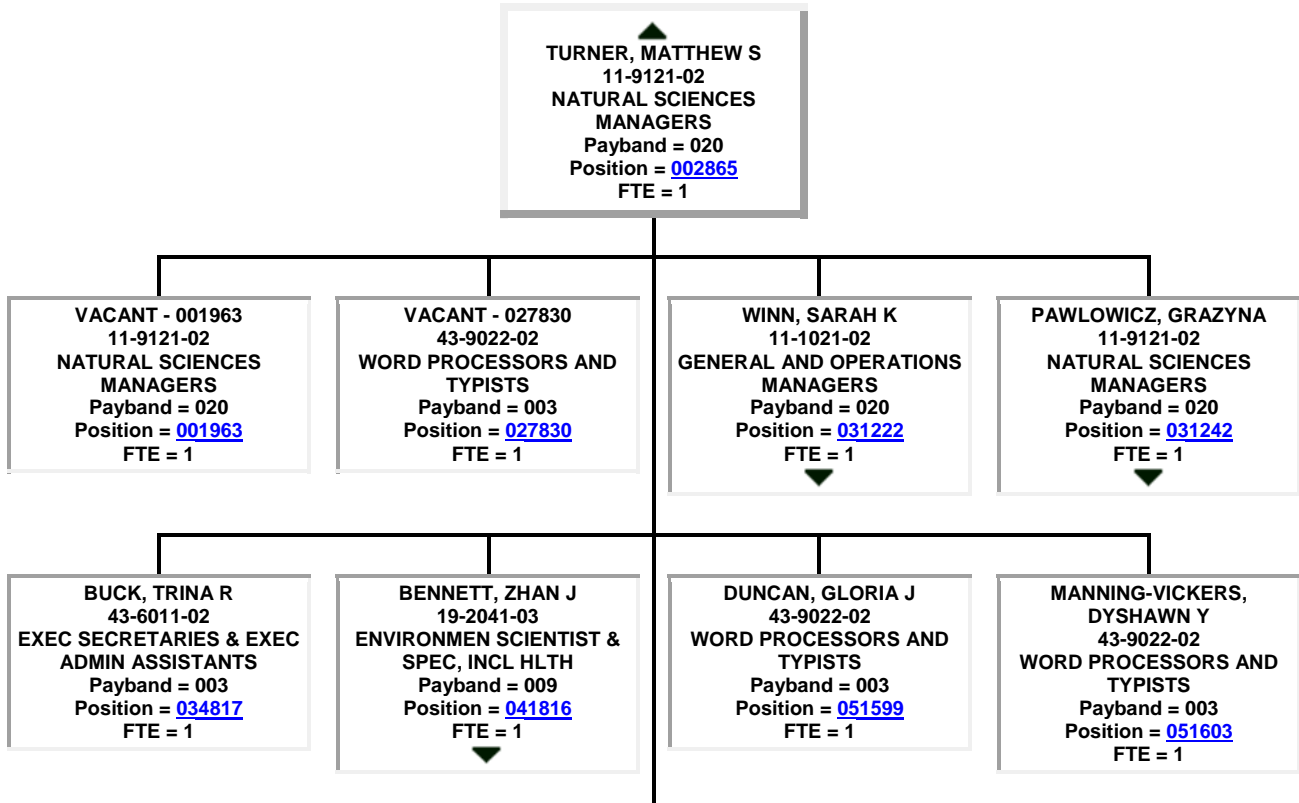 TURNER, MATTHEW S
11-9121-02
NATURAL SCIENCES
MANAGERS
Payband = 020
Position = 002865
FTE = 1
VACANT - 001963
11-9121-02
NATURAL SCIENCES
MANAGERS
Payband = 020
Position = 001963
FTE = 1
VACANT - 027830
43-9022-02
WORD PROCESSORS AND
TYPISTS
Payband = 003
Position = 027830
FTE = 1
WINN, SARAH K
11-1021-02
GENERAL AND OPERATIONS
MANAGERS
Payband = 020
Position = 031222
FTE = 1
PAWLOWICZ, GRAZYNA
11-9121-02
NATURAL SCIENCES
MANAGERS
Payband = 020
Position = 031242
FTE = 1
BUCK, TRINA R
43-6011-02
EXEC SECRETARIES & EXEC
ADMIN ASSISTANTS
Payband = 003
Position = 034817
FTE = 1
BENNETT, ZHAN J
19-2041-03
ENVIRONMEN SCIENTIST &
SPEC, INCL HLTH
Payband = 009
Position = 041816
FTE = 1
DUNCAN, GLORIA J
43-9022-02
WORD PROCESSORS AND
TYPISTS
Payband = 003
Position = 051599
FTE = 1
MANNING-VICKERS,
DYSHAWN Y
43-9022-02
WORD PROCESSORS AND
TYPISTS
Payband = 003
Position = 051603
FTE = 1